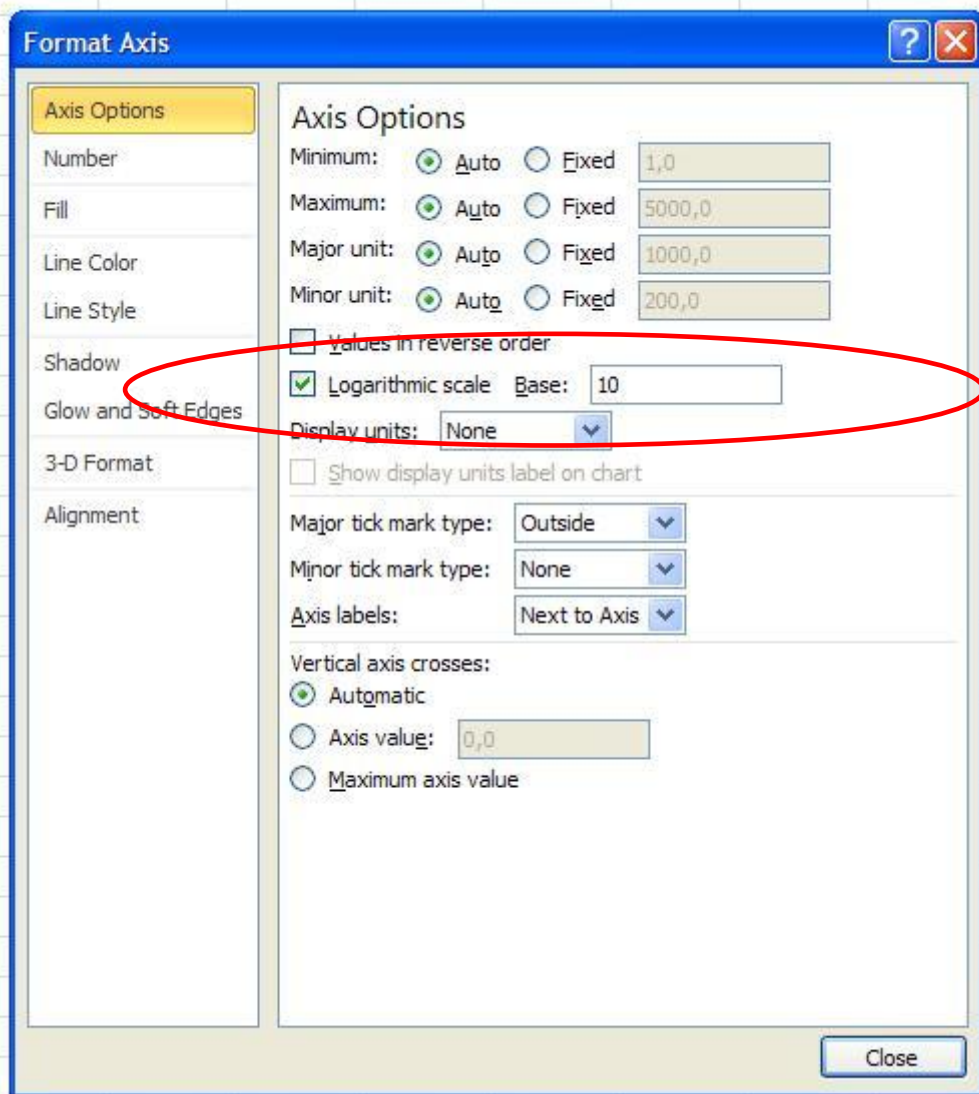 Format Axis
Axis Options
Number
Fill
Line Color
Line Style
Shadow
Glow and Soft Edges
3-D Format
Alignment
Axis Options
Minimum: Auto Fixed 1,0
Maximum: Auto Fixed 5000,0
Major unit: Auto Fixed 1000,0
Minor unit: Auto Fixed 200,0
Values in reverse order
Logarithmic scale Base: 10
Display units: None
Show display units label on chart
Major tick mark type: Outside
Minor tick mark type: None
Axis labels: Next to Axis
Vertical axis crosses:
Automatic
Axis value: 0,0
Maximum axis value
Close